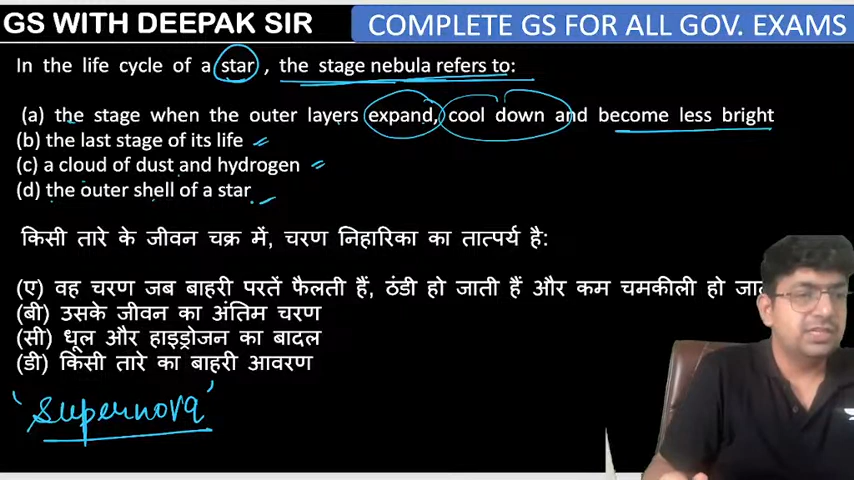 GS WITH DEEPAK SIR
COMPLETE GS FOR ALL GOV. EXAMS
In the life cycle of a star , the stage nebula refers to:
(a) the stage when the outer layers expand, cool down and become less bright
(b) the last stage of its life
(c) a cloud of dust and hydrogen
(d) the outer shell of a star
किसी तारे के जीवन चक्र में, चरण निहारिका का तात्पर्य है:
(ए) वह चरण जब बाहरी परतें फैलती हैं, ठंडी हो जाती हैं और कम चमकीली हो
(बी) उसके जीवन का अंतिम चरण
(सी) धूल और हाइड्रोजन का बादल
(डी) किसी तारे का बाहरी आवरण
'Supernova'